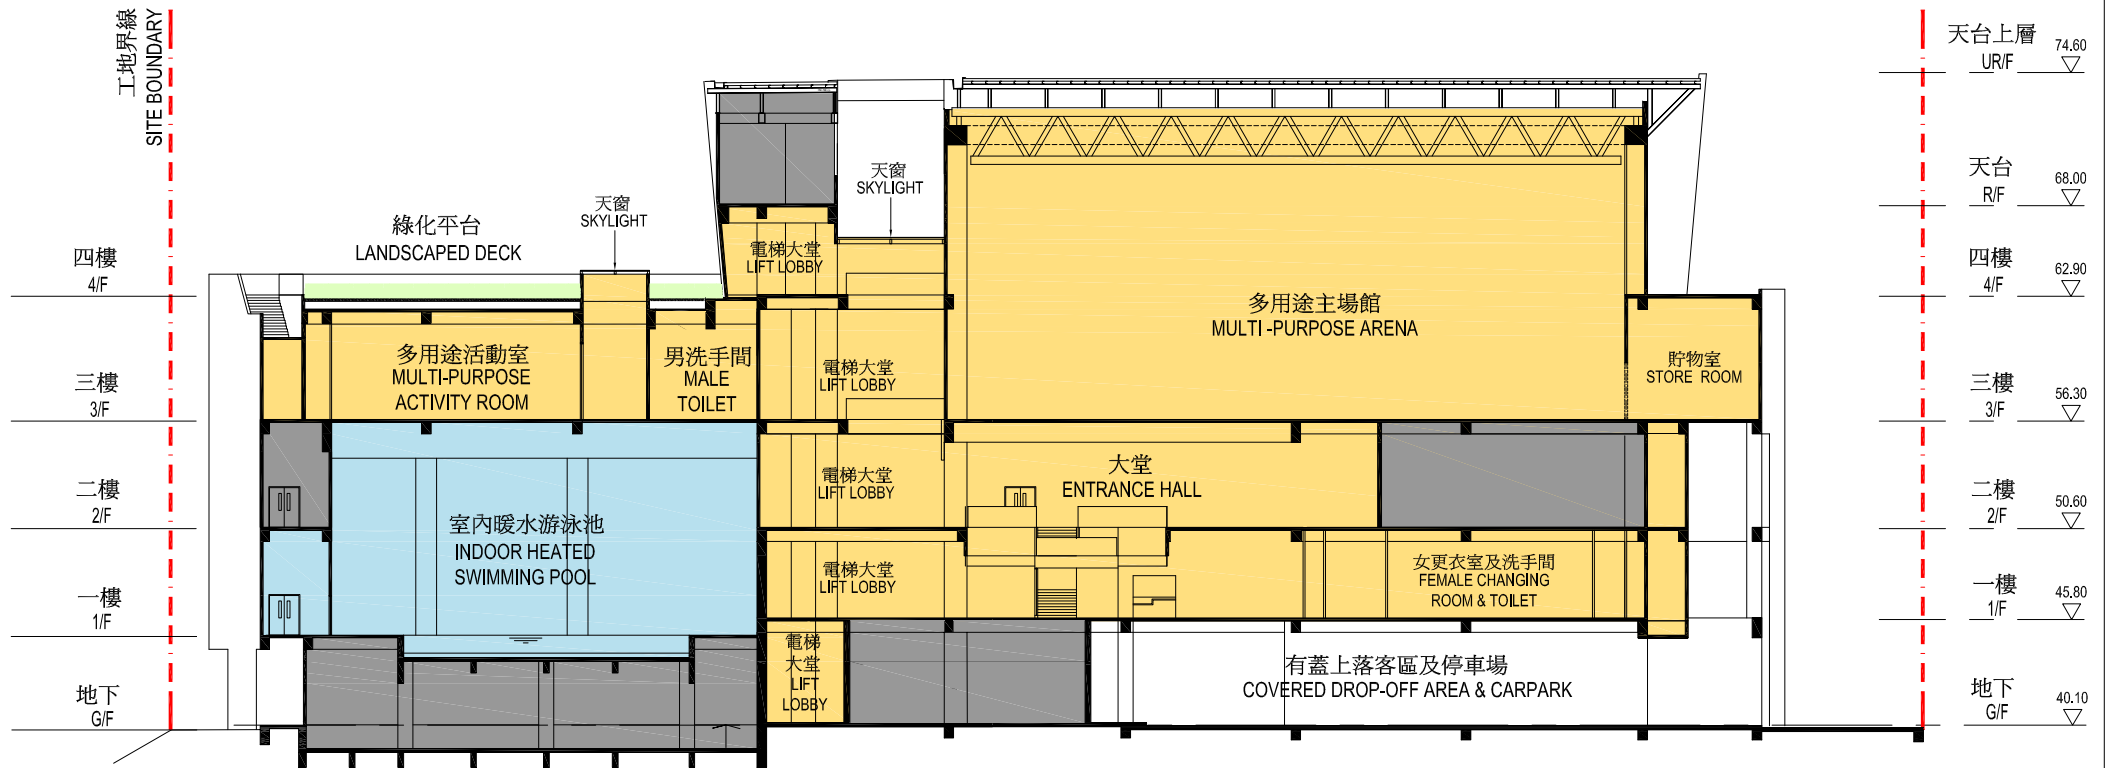 工地界線
SITE BOUNDARY
天台上層
UR/F
74.60
天台
R/F
68.00
四樓
4/F
62.90
三樓
3/F
56.30
二樓
2/F
50.60
一樓
1/F
45.80
地下
G/F
40.10
四樓
4/F
三樓
3/F
二樓
2/F
一樓
1/F
地下
G/F
綠化平台
LANDSCAPED DECK
天窗
SKYLIGHT
天窗
SKYLIGHT
電梯大堂
LIFT LOBBY
多用途主場館
MULTI -PURPOSE ARENA
多用途活動室
MULTI-PURPOSE
ACTIVITY ROOM
男洗手間
MALE
TOILET
電梯大堂
LIFT LOBBY
貯物室
STORE ROOM
室內暖水游泳池
INDOOR HEATED
SWIMMING POOL
電梯大堂
LIFT LOBBY
大堂
ENTRANCE HALL
電梯大堂
LIFT LOBBY
女更衣室及洗手間
FEMALE CHANGING
ROOM & TOILET
電梯
大堂
LIFT
LOBBY
有蓋上落客區及停車場
COVERED DROP-OFF AREA & CARPARK